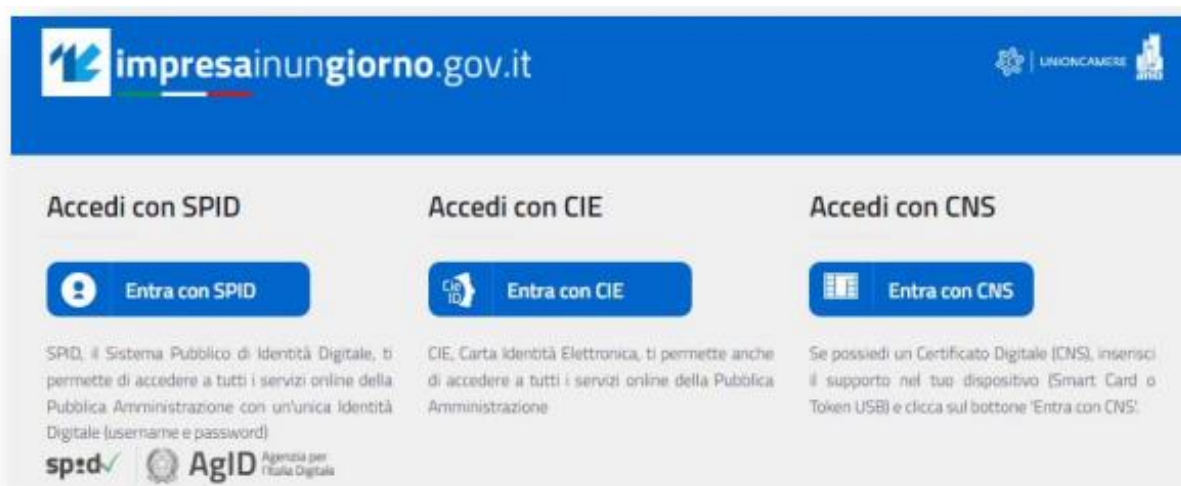 impresainungiorno.gov.it
UNIONCAMERE
anci
Accedi con SPID
Entra con SPID
SPID, il Sistema Pubblico di Identità Digitale, ti
permette di accedere a tutti i servizi online della
Pubblica Amministrazione con un'unica Identità
Digitale (username e password)
sp:d
AgID Agenzia per
l'Italia Digitale
Accedi con CIE
Cie
ID
Entra con CIE
CIE, Carta Identità Elettronica, ti permette anche
di accedere a tutti i servizi online della Pubblica
Amministrazione
Accedi con CNS
Entra con CNS
Se possiedi un Certificato Digitale (CNS), inserisci
il supporto nel tuo dispositivo (Smart Card o
Token USB) e clicca sul bottone 'Entra con CNS'.